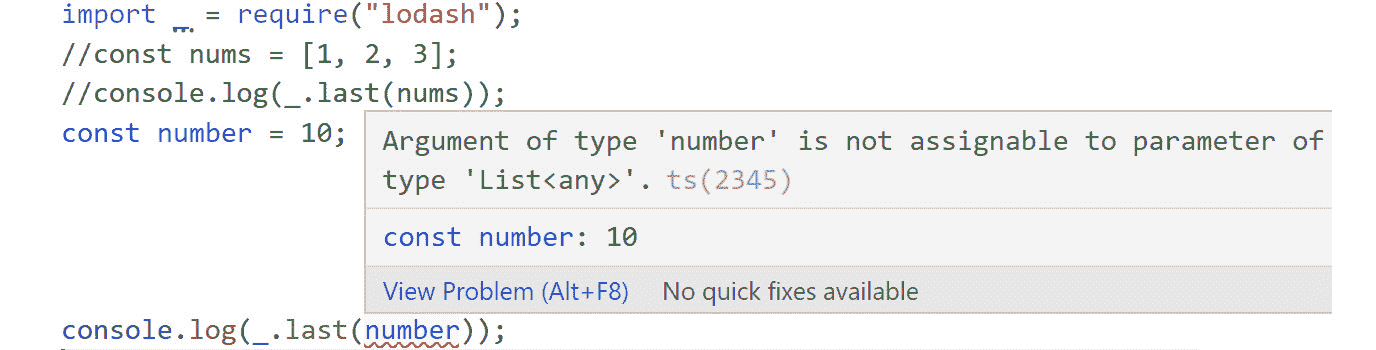 import _ = require("lodash");
//const nums = [1, 2, 3];
//console.log(_.last(nums));
const number = 10;
Argument of type 'number' is not assignable to parameter of
type 'List<any>'. ts(2345)
const number: 10
View Problem (Alt+F8) No quick fixes available
console.log(_.last(number));